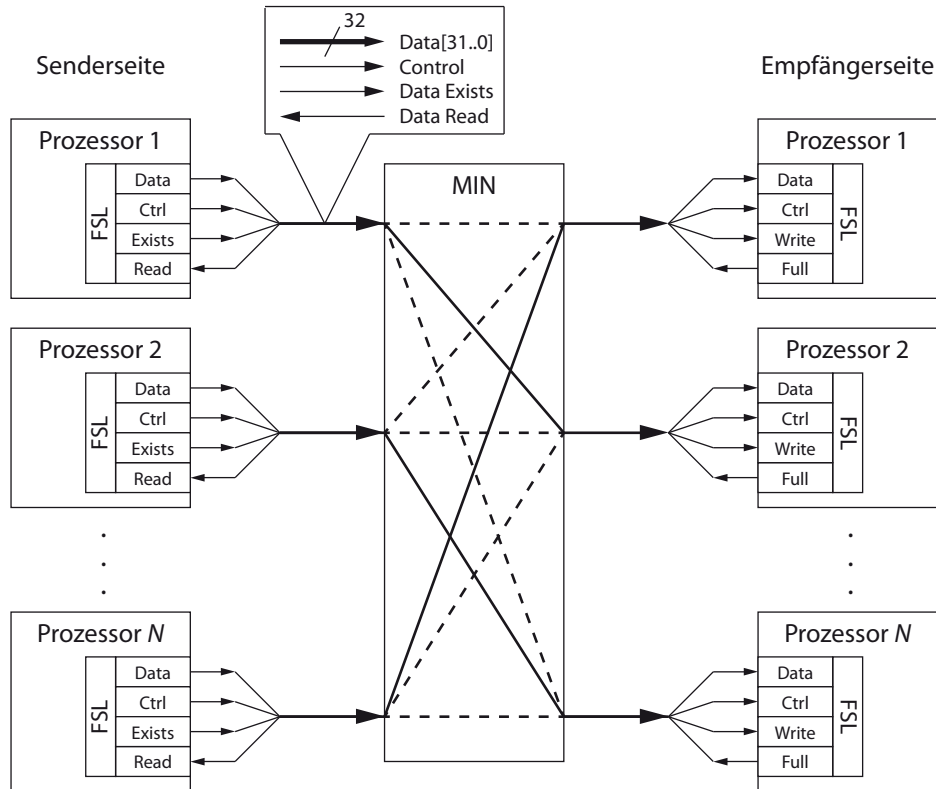 32
Data[31..0]
Control
Data Exists
Data Read
Senderseite
Empfängerseite
Prozessor 1
FSL
Data
Ctrl
Exists
Read
MIN
Prozessor 1
Data
Ctrl
Write
Full
FSL
Prozessor 2
FSL
Data
Ctrl
Exists
Read
Prozessor 2
Data
Ctrl
Write
Full
FSL
Prozessor N
FSL
Data
Ctrl
Exists
Read
Prozessor N
Data
Ctrl
Write
Full
FSL